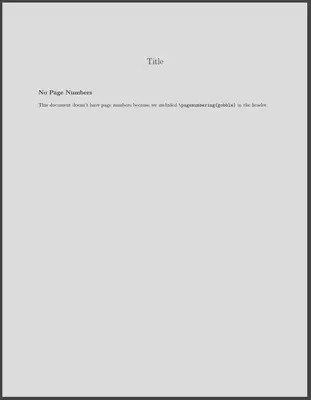 Title
No Page Numbers
This document doesn't have page numbers because we included \pagenumbering{gobble} in the header.